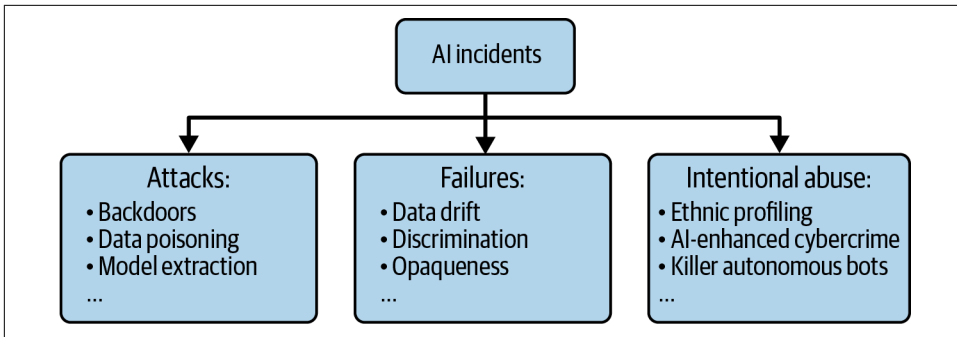 AI incidents
Attacks:
• Backdoors
• Data poisoning
• Model extraction
...
Failures:
• Data drift
• Discrimination
• Opaqueness
...
Intentional abuse:
• Ethnic profiling
• AI-enhanced cybercrime
• Killer autonomous bots
...